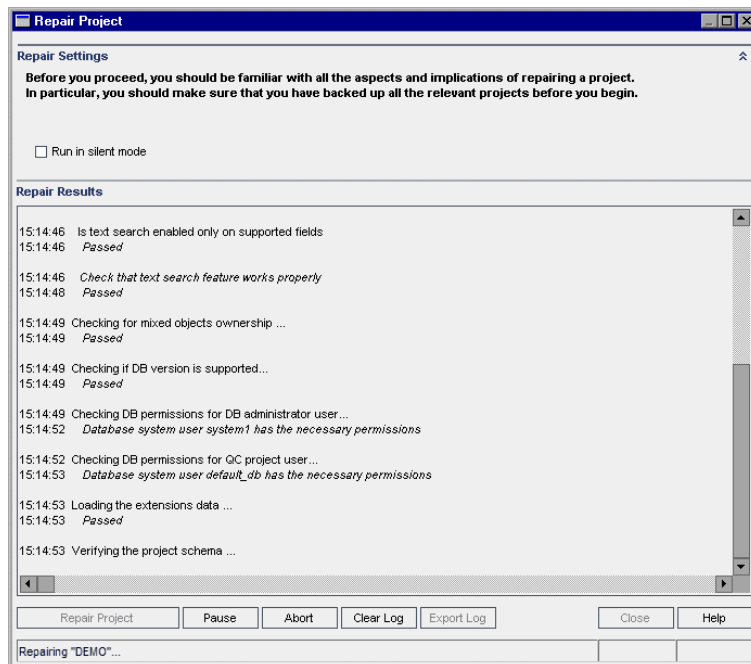 Repair Project
Repair Settings
Before you proceed, you should be familiar with all the aspects and implications of repairing a project.
In particular, you should make sure that you have backed up all the relevant projects before you begin.
Run in silent mode
Repair Results
15:14:46 Is text search enabled only on supported fields
15:14:46 Passed
15:14:46 Check that text search feature works properly
15:14:48 Passed
15:14:49 Checking for mixed objects ownership ...
15:14:49 Passed
15:14:49 Checking if DB version is supported...
15:14:49 Passed
15:14:49 Checking DB permissions for DB administrator user...
15:14:52 Database system user system1 has the necessary permissions
15:14:52 Checking DB permissions for QC project user...
15:14:53 Database system user default_db has the necessary permissions
15:14:53 Loading the extensions data ...
15:14:53 Passed
15:14:53 Verifying the project schema ...
Repair Project Pause Abort Clear Log Export Log Close Help
Repairing "DEMO"...